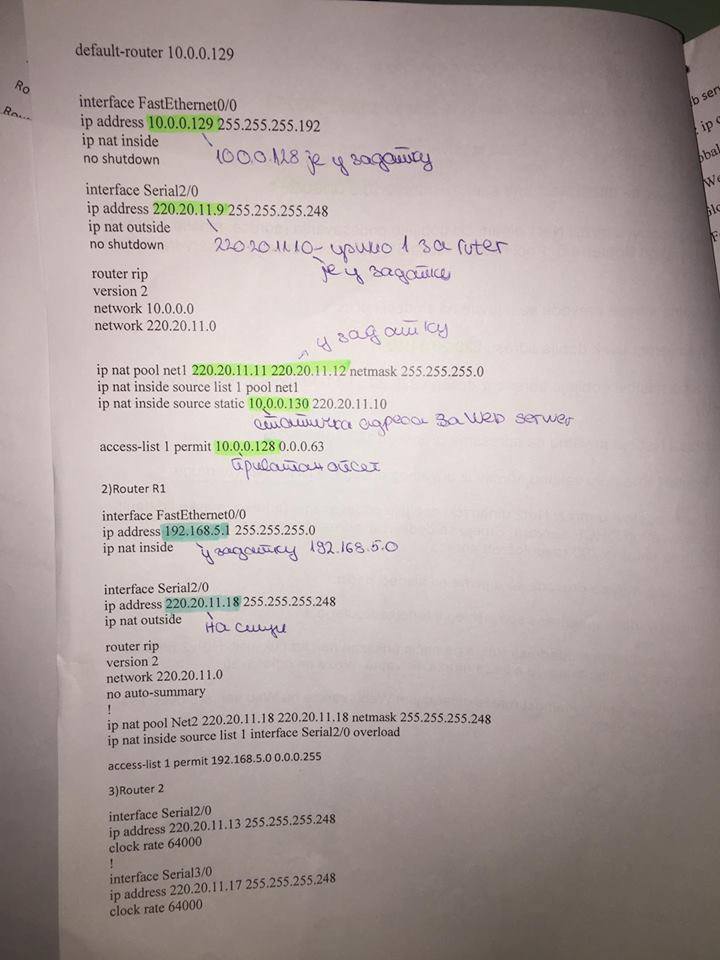 default-router 10.0.0.129
interface FastEthernet0/0
ip address 10.0.0.129 255.255.255.192
ip nat inside
no shutdown
10.0.0.128 је у задатку
interface Serial2/0
ip address 220.20.11.9 255.255.255.248
ip nat outside
no shutdown
220.20.11.10-
1 за ruter
је у задатку
router rip
version 2
network 10.0.0.0
network 220.20.11.0
у задатку
ip nat pool net1 220.20.11.11 220.20.11.12 netmask 255.255.255.0
ip nat inside source list 1 pool net1
ip nat inside source static 10.0.0.130 220.20.11.10
статичка адреса за Web server
access-list 1 permit 10.0.0.128 0.0.0.63
приватан опсег
2)Router R1
interface FastEthernet0/0
ip address 192.168.5.1 255.255.255.0
ip nat inside
у задатку 192.168.5.0
interface Serial2/0
ip address 220.20.11.18 255.255.255.248
ip nat outside
на слици
router rip
version 2
network 220.20.11.0
no auto-summary
!
ip nat pool Net2 220.20.11.18 220.20.11.18 netmask 255.255.255.248
ip nat inside source list 1 interface Serial2/0 overload
access-list 1 permit 192.168.5.0 0.0.0.255
3)Router 2
interface Serial2/0
ip address 220.20.11.13 255.255.255.248
clock rate 64000
!
interface Serial3/0
ip address 220.20.11.17 255.255.255.248
clock rate 64000